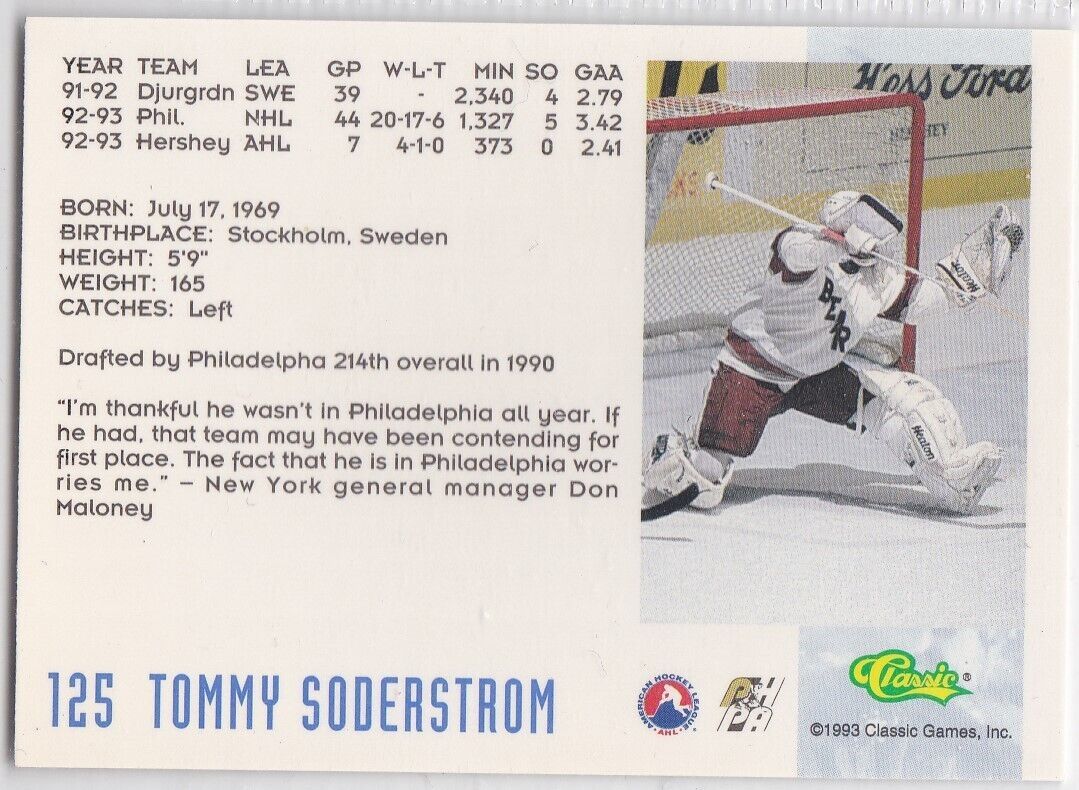 YEAR TEAM LEA GP W-L-T MIN SO GAA
91-92 Djurgrdn SWE 39 - 2,340 4 2.79
92-93 Phil. NHL 44 20-17-6 1,327 5 3.42
92-93 Hershey AHL 7 4-1-0 373 0 2.41
BORN: July 17, 1969
BIRTHPLACE: Stockholm, Sweden
HEIGHT: 5'9"
WEIGHT: 165
CATCHES: Left
Drafted by Philadelpha 214th overall in 1990
"I'm thankful he wasn't in Philadelphia all year. If
he had, that team may have been contending for
first place. The fact that he is in Philadelphia wor-
ries me." – New York general manager Don
Maloney
Hess Ford
BEAR
Heaton
Heaton
125 TOMMY SODERSTROM
AMERICAN HOCKEY LEAGUE
AHL
PHPA
Classic®
©1993 Classic Games, Inc.